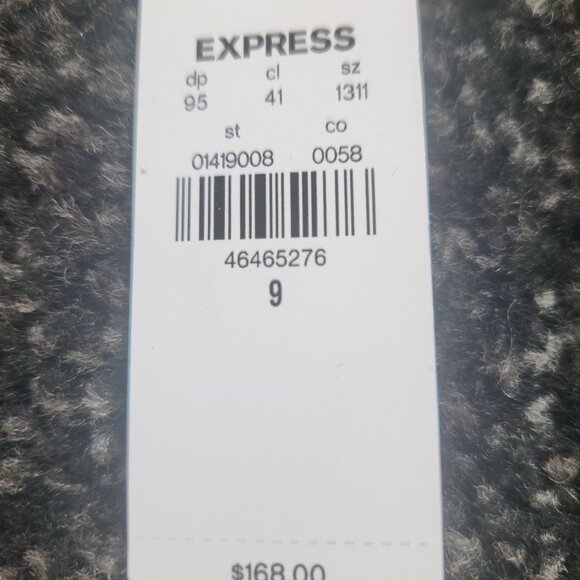 EXPRESS
dp cl sz
95 41 1311
st co
01419008 0058
46465276
9
$168.00